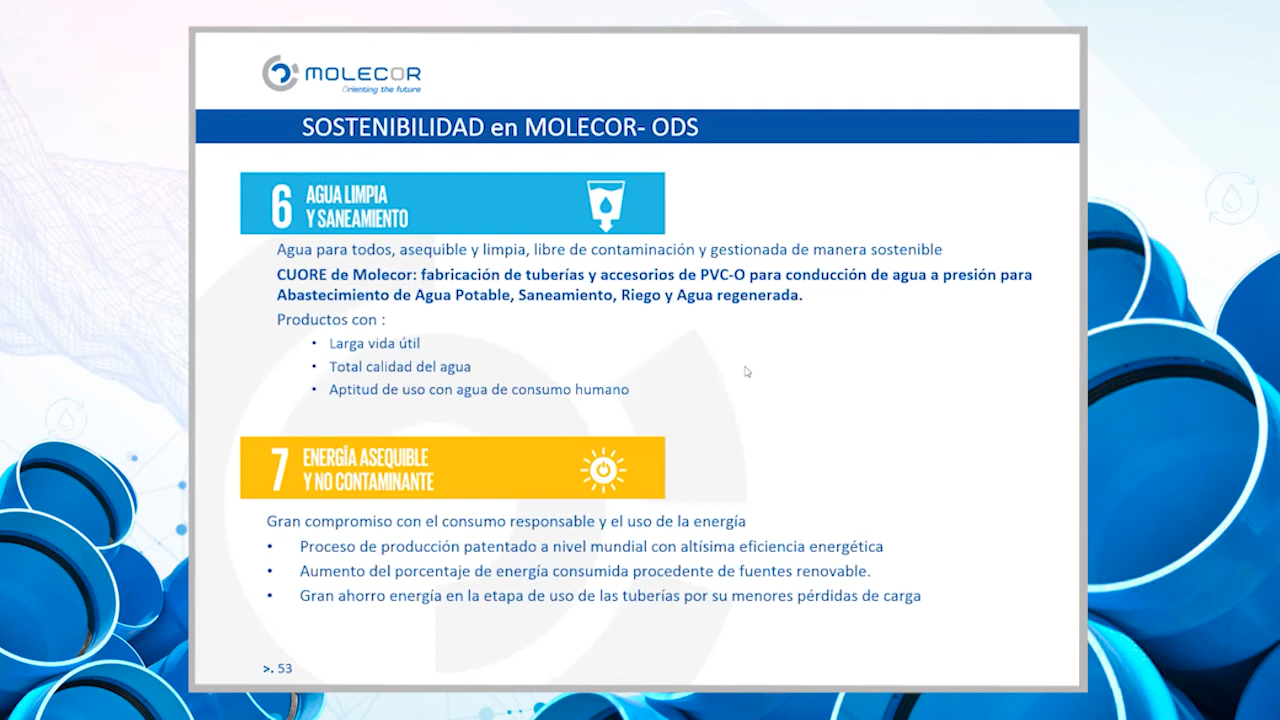 MOLECOR
Orienting the future
SOSTENIBILIDAD en MOLECOR- ODS
6 AGUA LIMPIA
Y SANEAMIENTO
Agua para todos, asequible y limpia, libre de contaminación y gestionada de manera sostenible
CUORE de Molecor: fabricación de tuberías y accesorios de PVC-O para conducción de agua a presión para
Abastecimiento de Agua Potable, Saneamiento, Riego y Agua regenerada.
Productos con :
• Larga vida útil
• Total calidad del agua
• Aptitud de uso con agua de consumo humano
7 ENERGÍA ASEQUIBLE
Y NO CONTAMINANTE
Gran compromiso con el consumo responsable y el uso de la energía
• Proceso de producción patentado a nivel mundial con altísima eficiencia energética
• Aumento del porcentaje de energía consumida procedente de fuentes renovable.
• Gran ahorro energía en la etapa de uso de las tuberías por su menores pérdidas de carga
>. 53